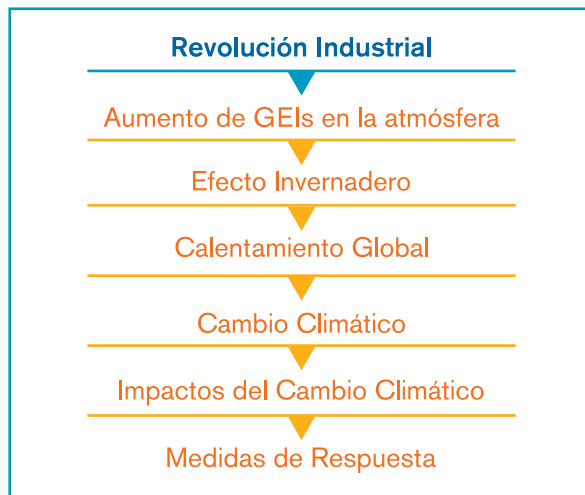 Revolución Industrial
Aumento de GEIs en la atmósfera
Efecto Invernadero
Calentamiento Global
Cambio Climático
Impactos del Cambio Climático
Medidas de Respuesta